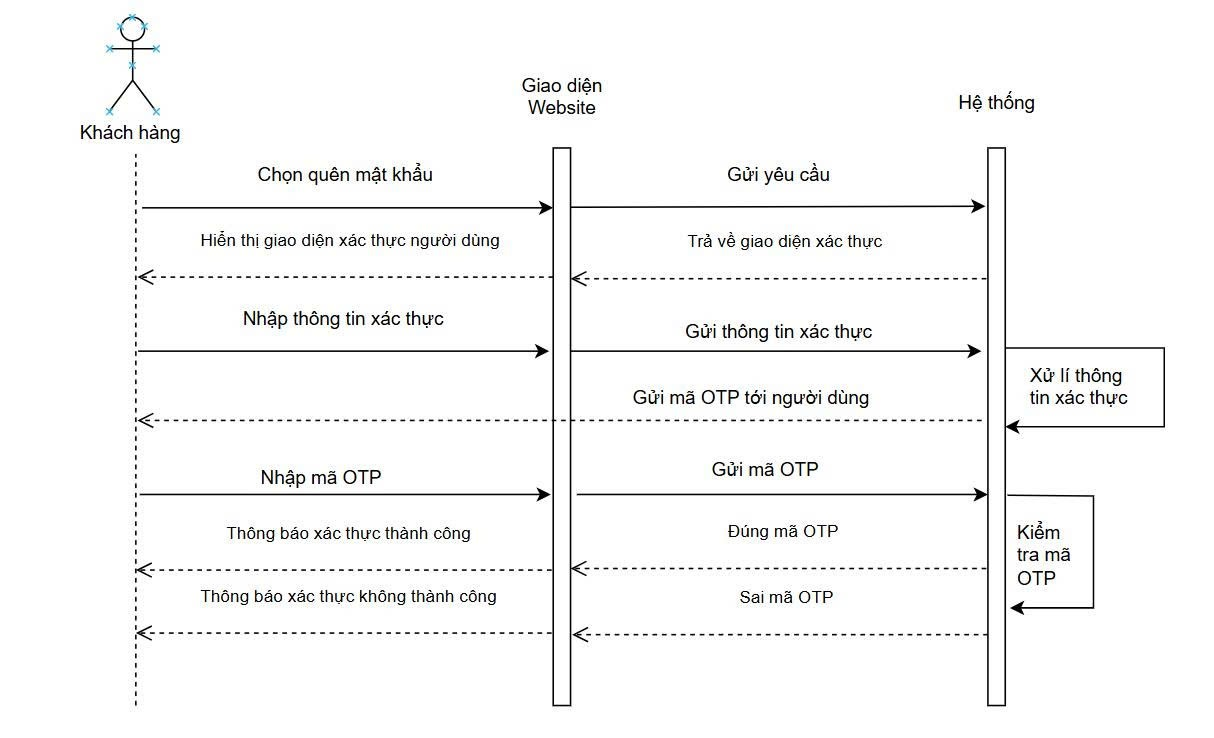 Giao diện
Website
Hệ thống
Khách hàng
Chọn quên mật khẩu
Gửi yêu cầu
Hiển thị giao diện xác thực người dùng
Trả về giao diện xác thực
Nhập thông tin xác thực
Gửi thông tin xác thực
Xử lí thông
tin xác thực
Gửi mã OTP tới người dùng
Nhập mã OTP
Gửi mã OTP
Thông báo xác thực thành công
Đúng mã OTP
Kiểm
tra mã
OTP
Thông báo xác thực không thành công
Sai mã OTP